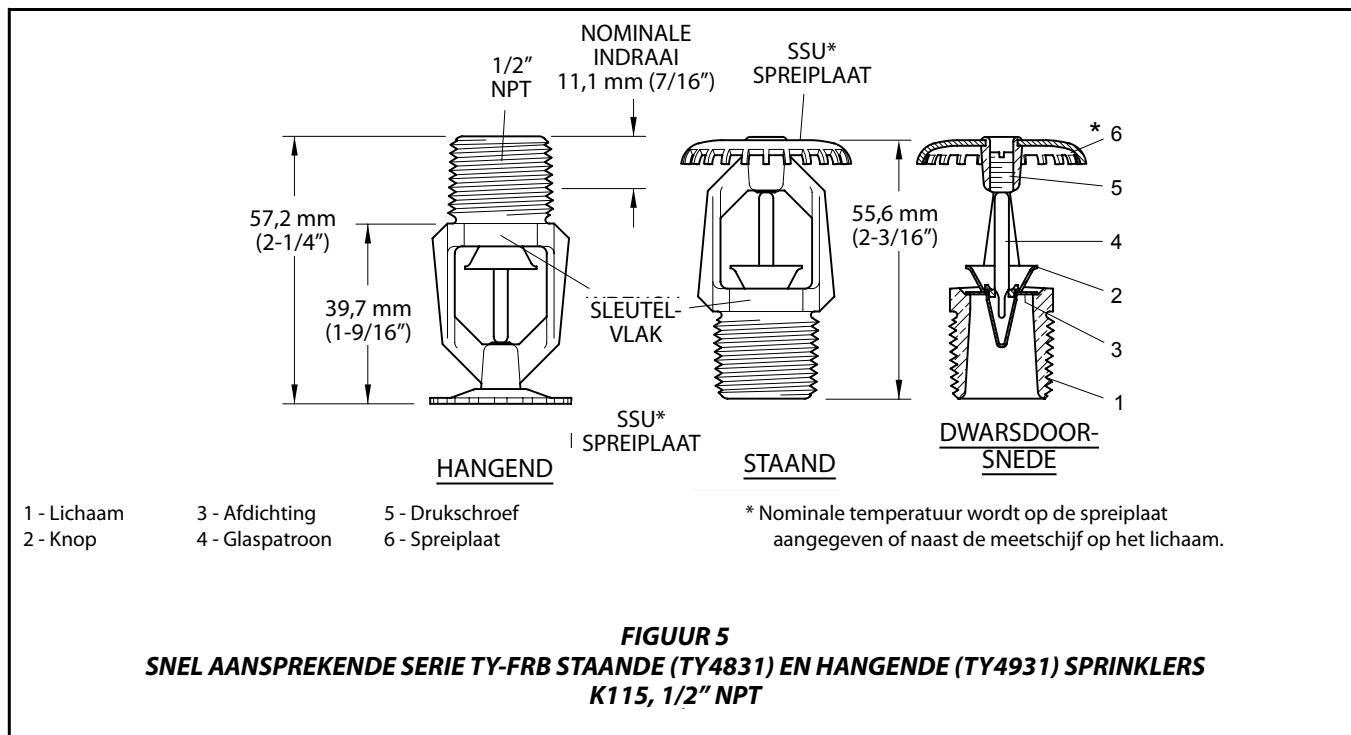 NOMINALE
INDRAAI
11,1 mm (7/16”)
1/2”
NPT
SSU*
SPREIPLAAT
* 6
5
4
2
3
1
57,2 mm
(2-1/4”)
39,7 mm
(1-9/16”)
55,6 mm
(2-3/16”)
SLEUTEL-
VLAK
SSU*
SPREIPLAAT
HANGEND
STAAND
DWARSDOOR-
SNEDE
1 - Lichaam
2 - Knop
3 - Afdichting
4 - Glaspatroon
5 - Drukschroef
6 - Spreiplaat
* Nominale temperatuur wordt op de spreiplaat
aangegeven of naast de meetschijf op het lichaam.
FIGUUR 5
SNEL AANSPREKENDE SERIE TY-FRB STAANDE (TY4831) EN HANGENDE (TY4931) SPRINKLERS
K115, 1/2” NPT